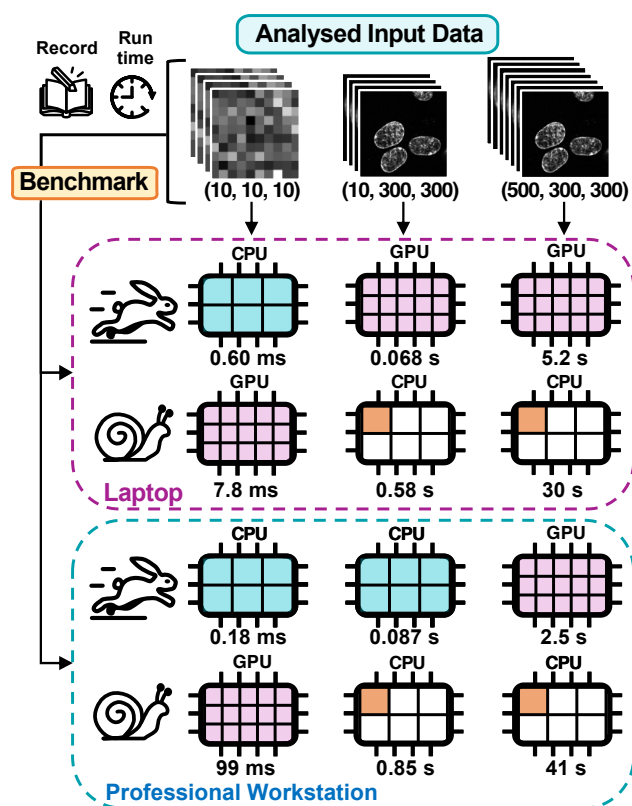 Analysed Input Data
Record
Run
time
Benchmark
(10, 10, 10)
(10, 300, 300)
(500, 300, 300)
CPU
GPU
GPU
0.60 ms
0.068 s
5.2 s
GPU
CPU
CPU
7.8 ms
0.58 s
30 s
Laptop
CPU
CPU
GPU
0.18 ms
0.087 s
2.5 s
GPU
CPU
CPU
99 ms
0.85 s
41 s
Professional Workstation